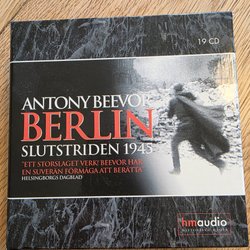 19 CD
ANTONY BEEVOR
BERLIN
SLUTSTRIDEN 1945
"ETT STORSLAGET VERK! BEEVOR HAR
EN SUVERÄN FÖRMÅGA ATT BERÄTTA"
HELSINGBORGS DAGBLAD
hmaudio